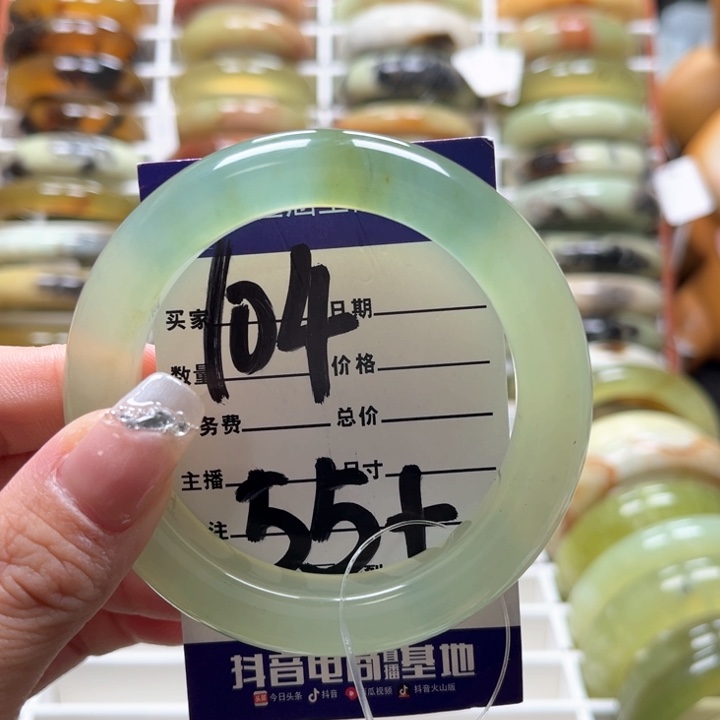 104
买家 日期
数量 价格
务费 总价
主播 尺寸
55+
注
抖音电商直播基地
今日头条 抖音 西瓜视频 抖音火山版